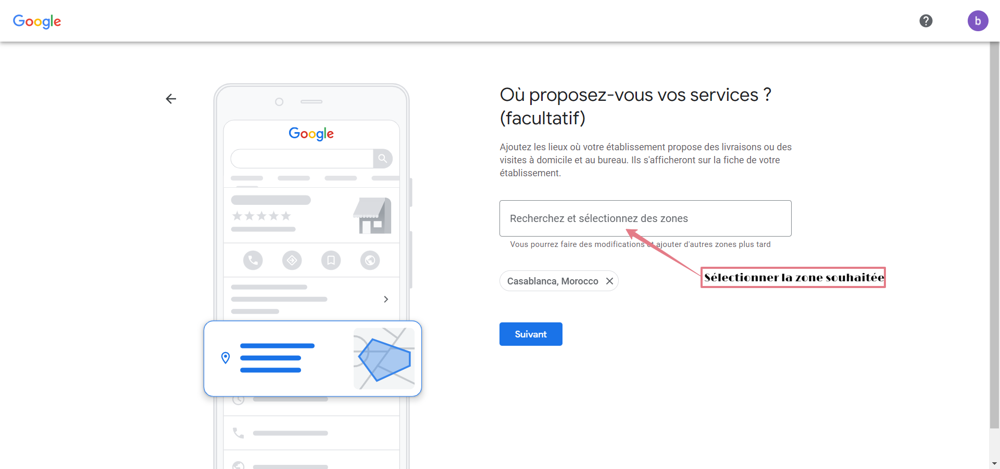 Google
b
Google
Où proposez-vous vos services ?
(facultatif)
Ajoutez les lieux où votre établissement propose des livraisons ou des
visites à domicile et au bureau. Ils s'afficheront sur la fiche de votre
établissement.
Recherchez et sélectionnez des zones
Vous pourrez faire des modifications et ajouter d'autres zones plus tard
Sélectionner la zone souhaitée
Casablanca, Morocco
Suivant